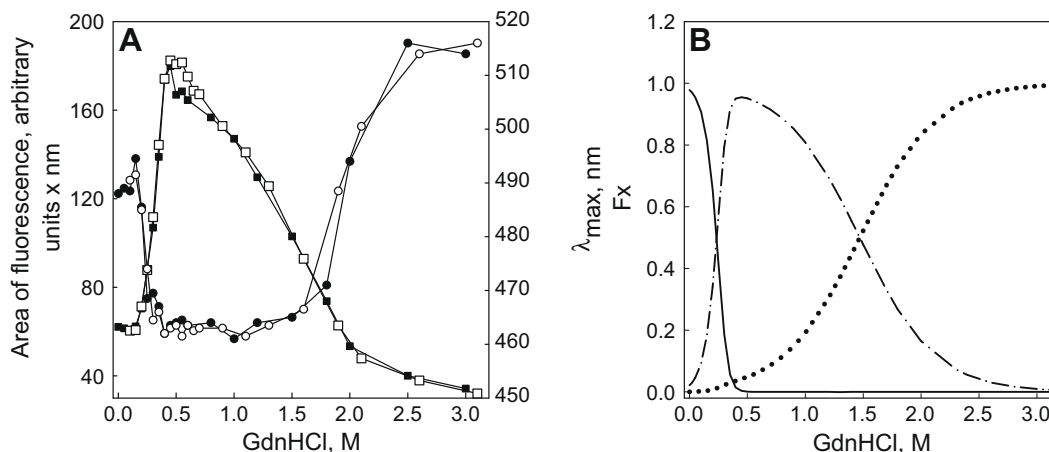 A
Area of fluorescence, arbitrary
units x nm
200
160
120
80
40
520
510
500
490
480
470
460
450
λmax, nm
0.0 0.5 1.0 1.5 2.0 2.5 3.0
GdnHCl, M
B
Fx
1.2
1.0
0.8
0.6
0.4
0.2
0.0
0.0 0.5 1.0 1.5 2.0 2.5 3.0
GdnHCl, M